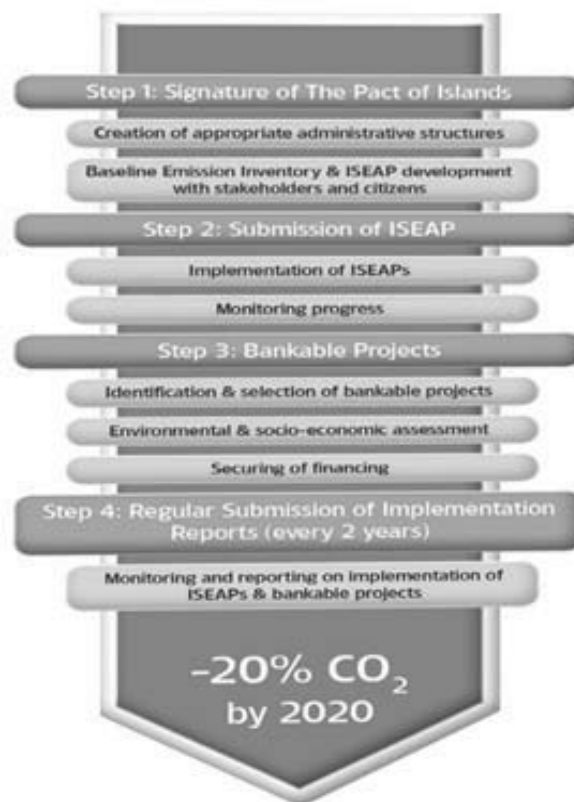 Step 1: Signature of The Pact of Islands
Creation of appropriate administrative structures
Baseline Emission Inventory & ISEAP development
with stakeholders and citizens
Step 2: Submission of ISEAP
Implementation of ISEAPs
Monitoring progress
Step 3: Bankable Projects
Identification & selection of bankable projects
Environmental & socio-economic assessment
Securing of financing
Step 4: Regular Submission of Implementation
Reports (every 2 years)
Monitoring and reporting on implementation of
ISEAPs & bankable projects
-20% CO₂
by 2020